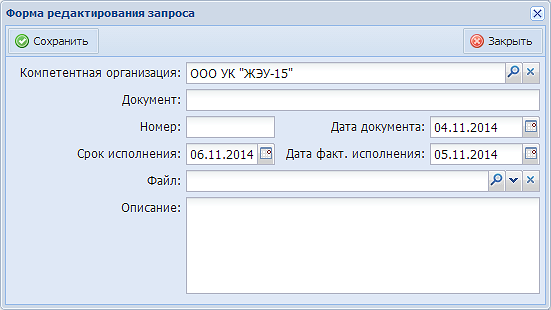 Форма редактирования запроса
Сохранить Закрыть
Компетентная организация: ООО УК "ЖЭУ-15"
Документ:
Номер: Дата документа: 04.11.2014
Срок исполнения: 06.11.2014 Дата факт. исполнения: 05.11.2014
Файл:
Описание: